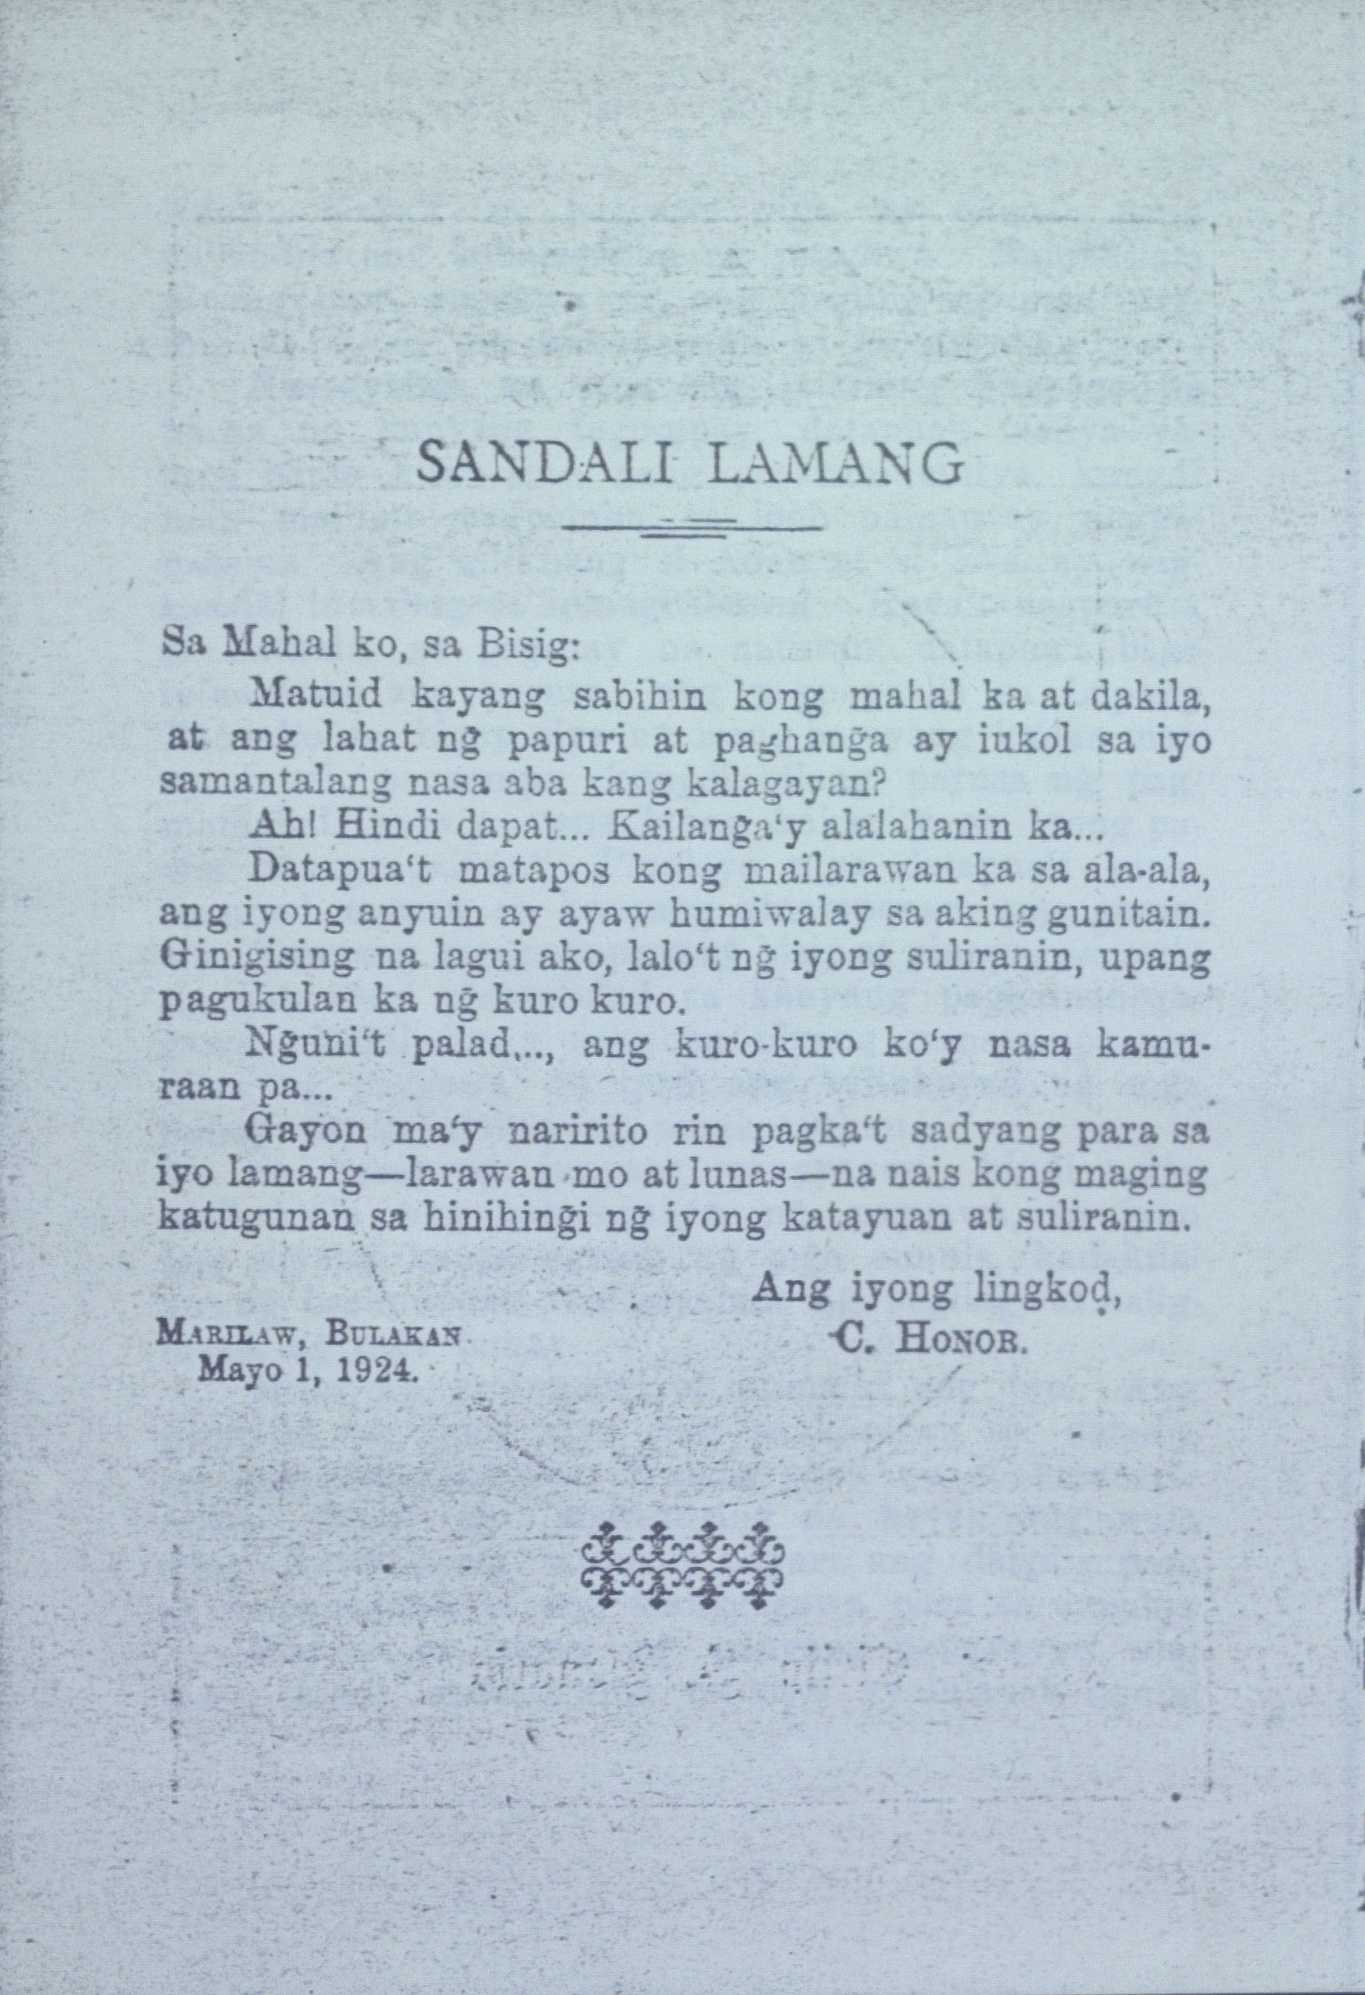 SANDALI LAMANG
Sa Mahal ko, sa Bisig:
Matuid kayang sabihin kong mahal ka at dakila,
at ang lahat ng̃ papuri at paghang̃a ay iukol sa iyo
samantalang nasa aba kang kalagayan?
Ah! Hindi dapat... Kailang̃a‘y alalahanin ka...
Datapua‘t matapos kong mailarawan ka sa ala-ala,
ang iyong anyuin ay ayaw humiwalay sa aking gunitain.
Ginigising na lagui ako, lalo‘t ng̃ iyong suliranin, upang
pagukulan ka ng̃ kuro kuro.
Ng̃uni‘t palad..., ang kuro-kuro ko‘y nasa kamu-
raan pa...
Gayon ma‘y naririto rin pagka‘t sadyang para sa
iyo lamang—larawan mo at lunas—na nais kong maging
katugunan sa hinihing̃i ng̃ iyong katayuan at suliranin.
Ang iyong lingkod,
C. HONOR.
MARILAW, BULAKAN.
Mayo 1, 1924.